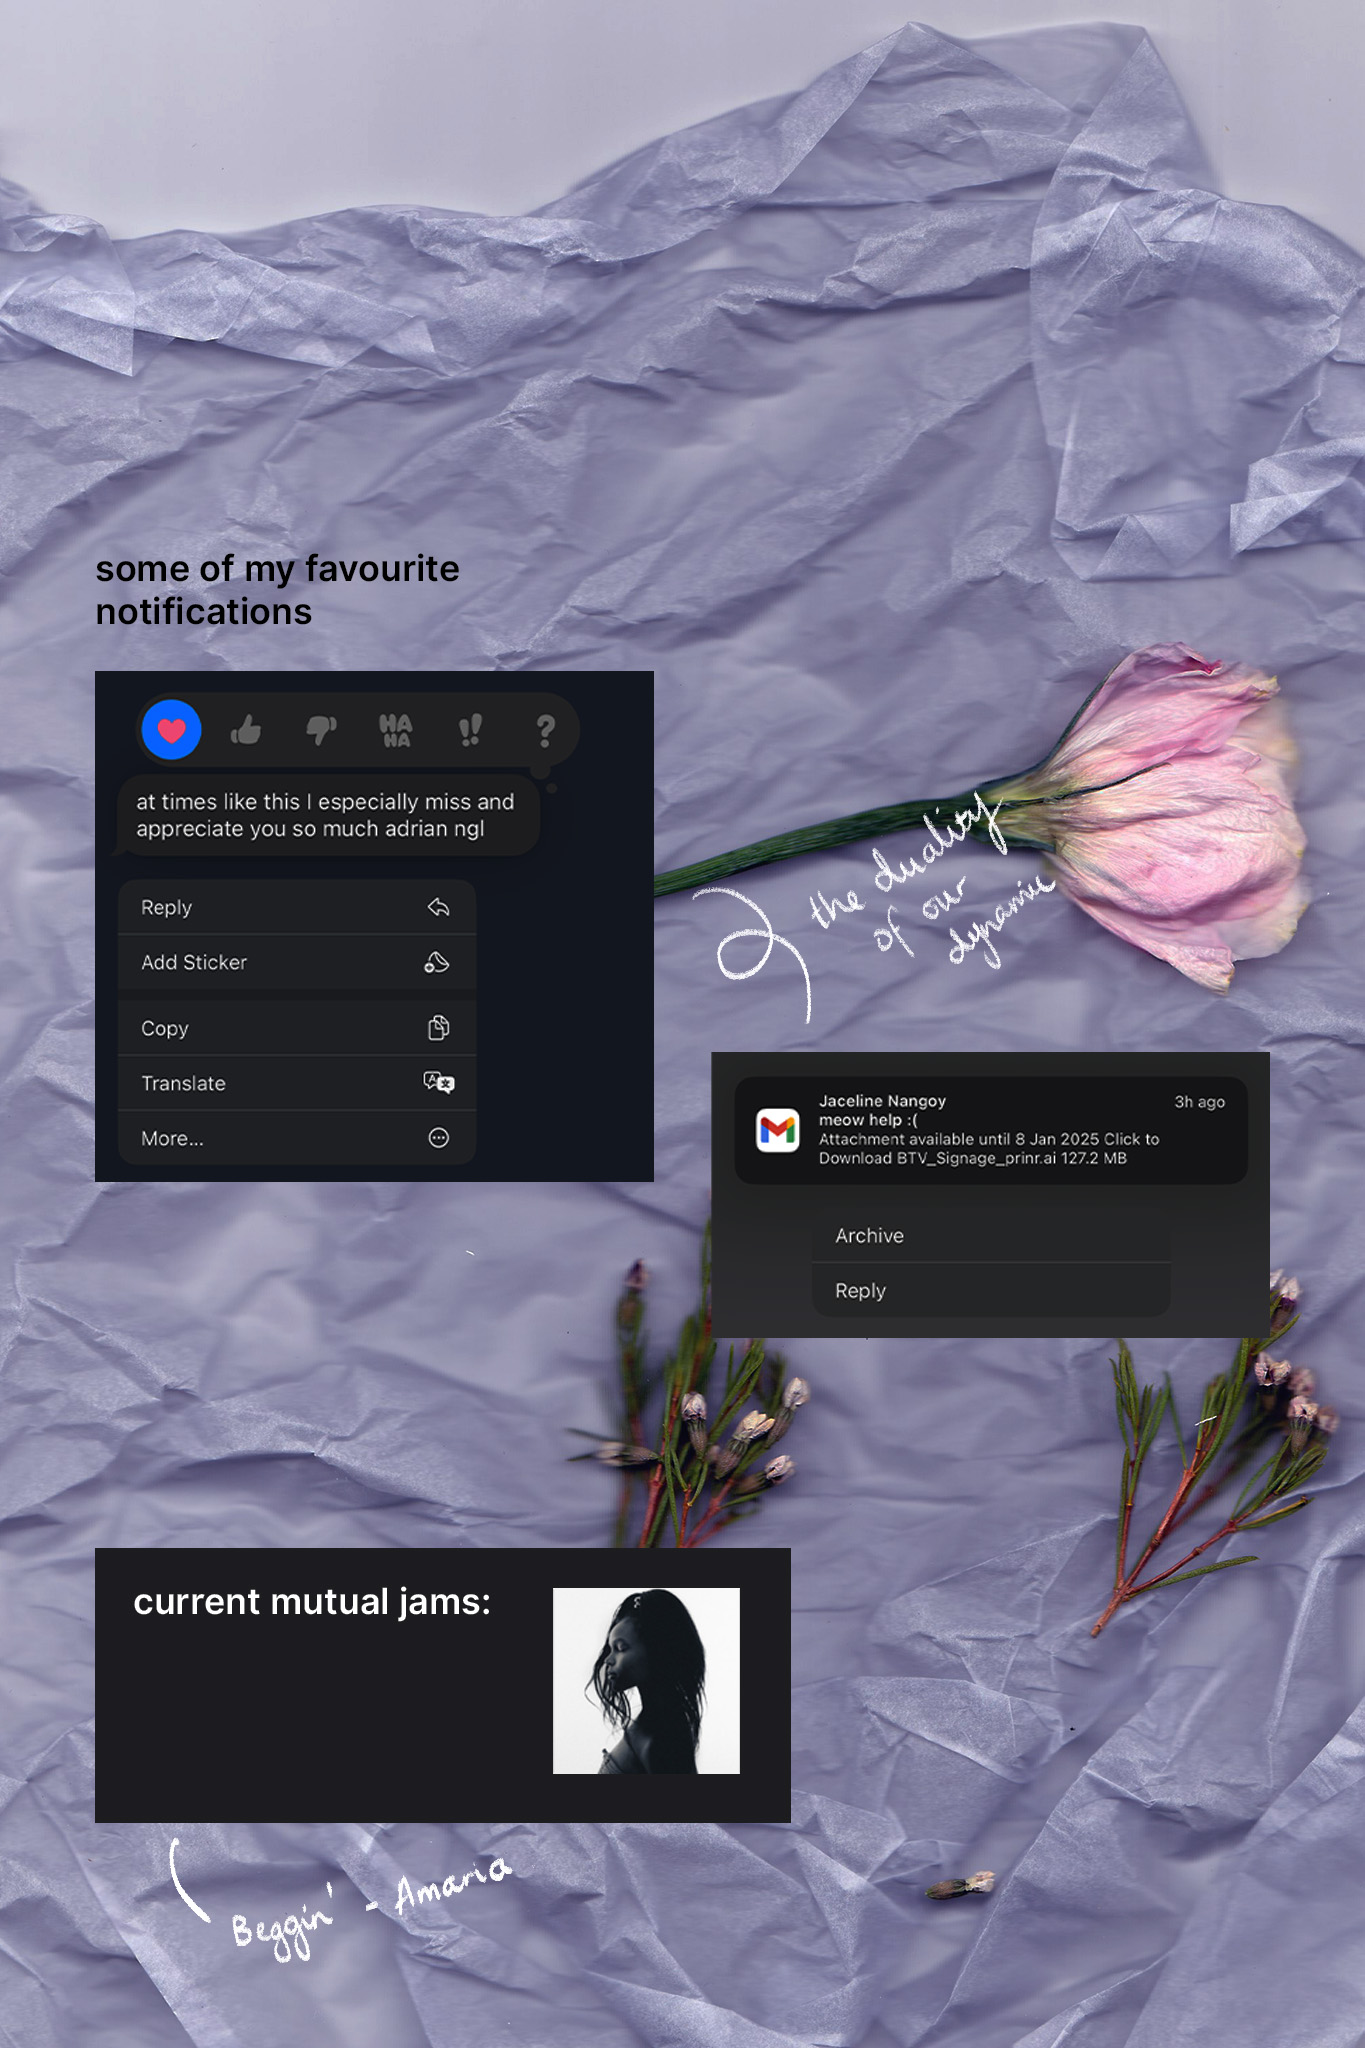 some of my favourite
notifications
HA
HA
!!
?
at times like this I especially miss and
appreciate you so much adrian ngl
Reply
Add Sticker
Copy
Translate
More...
the duality
of our
dynamic
Jaceline Nangoy
3h ago
meow help :(
Attachment available until 8 Jan 2025 Click to
Download BTV_Signage_prinr.ai 127.2 MB
Archive
Reply
current mutual jams:
Beggin' - Amaria